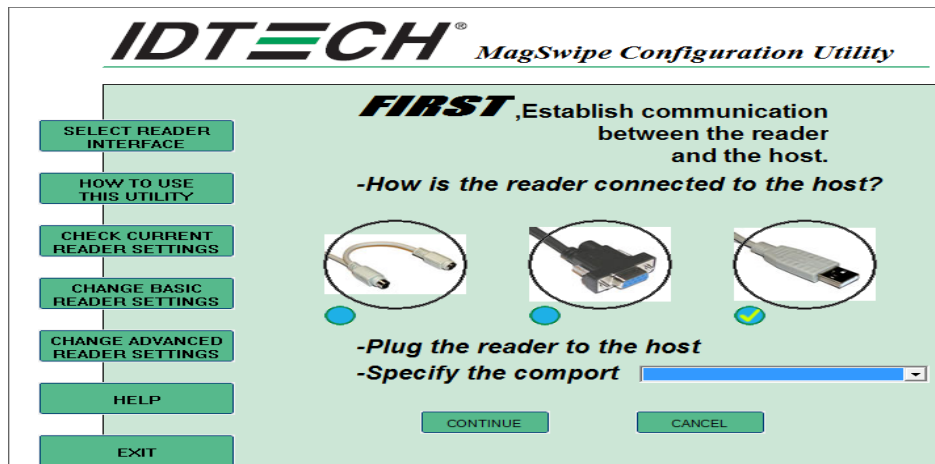 IDTECH®
MagSwipe Configuration Utility
FIRST ,Establish communication
between the reader
and the host.
-How is the reader connected to the host?
-Plug the reader to the host
-Specify the comport
CONTINUE
CANCEL
SELECT READER
INTERFACE
HOW TO USE
THIS UTILITY
CHECK CURRENT
READER SETTINGS
CHANGE BASIC
READER SETTINGS
CHANGE ADVANCED
READER SETTINGS
HELP
EXIT